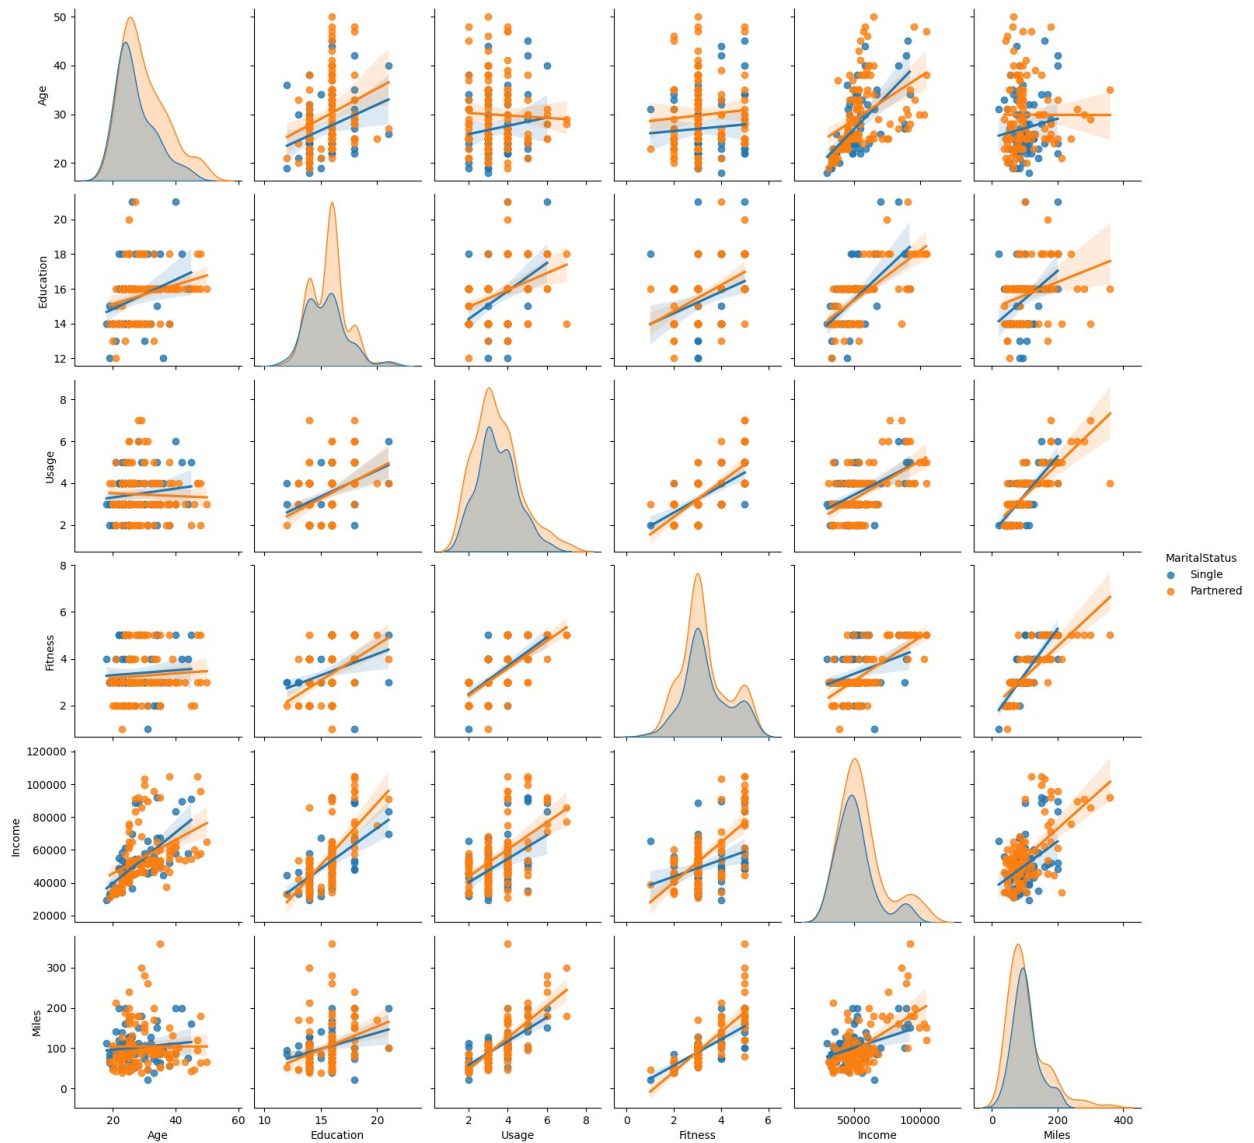 50
40
30
20
Age
20
18
16
14
12
Education
8
6
4
2
Usage
8
6
4
2
Fitness
MaritalStatus
Single
Partnered
120000
100000
80000
60000
40000
20000
Income
300
200
100
0
Miles
20 40 60 10 15 20 2 4 6 8 0 2 4 6 50000 100000 0 200 400
Age Education Usage Fitness Income Miles